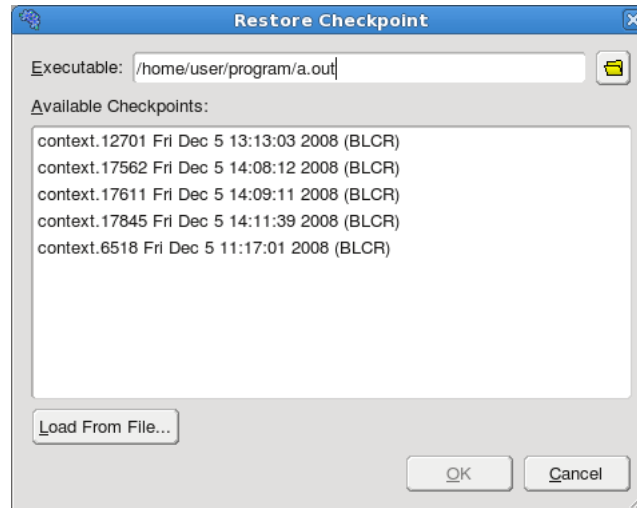 Restore Checkpoint
Executable: /home/user/program/a.out
Available Checkpoints:
context.12701 Fri Dec 5 13:13:03 2008 (BLCR)
context.17562 Fri Dec 5 14:08:12 2008 (BLCR)
context.17611 Fri Dec 5 14:09:11 2008 (BLCR)
context.17845 Fri Dec 5 14:11:39 2008 (BLCR)
context.6518 Fri Dec 5 11:17:01 2008 (BLCR)
Load From File...
OK Cancel